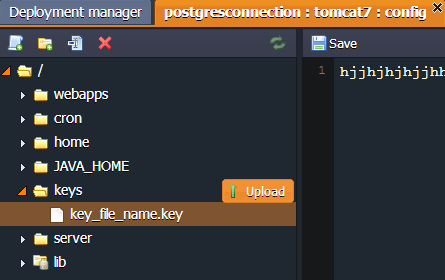 Deployment manager
postgresconnection : tomcat7 : config
Save
/
webapps
cron
home
JAVA_HOME
keys
Upload
key_file_name.key
server
lib
1 hjjhjhjhjjhh